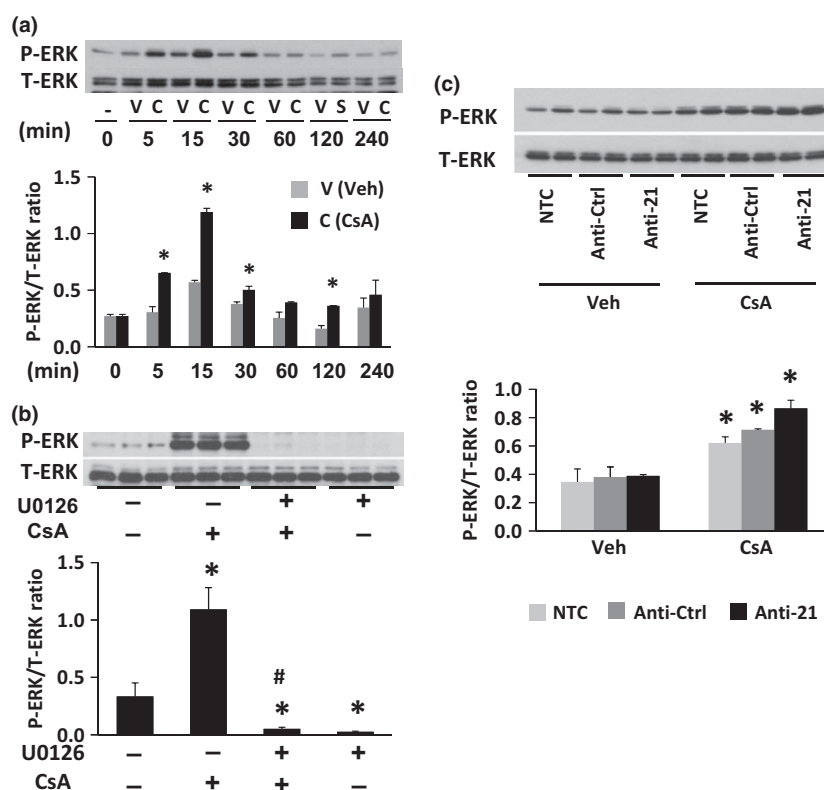 (a)
P-ERK
T-ERK
- V C V C V C V C V S V C
(min) 0 5 15 30 60 120 240
P-ERK/T-ERK ratio
1.5
1.0
0.5
0.0
* * * *
V (Veh)
C (CsA)
(min) 0 5 15 30 60 120 240
(b)
P-ERK
T-ERK
U0126 – – + +
CsA – + + –
P-ERK/T-ERK ratio
1.5
1.0
0.5
0.0
*
#
* *
U0126 – – + +
CsA – + + –
(c)
P-ERK
T-ERK
NTC Anti-Ctrl Anti-21 NTC Anti-Ctrl Anti-21
Veh CsA
P-ERK/T-ERK ratio
1.0
0.8
0.6
0.4
0.2
0.0
* * *
Veh CsA
NTC Anti-Ctrl Anti-21